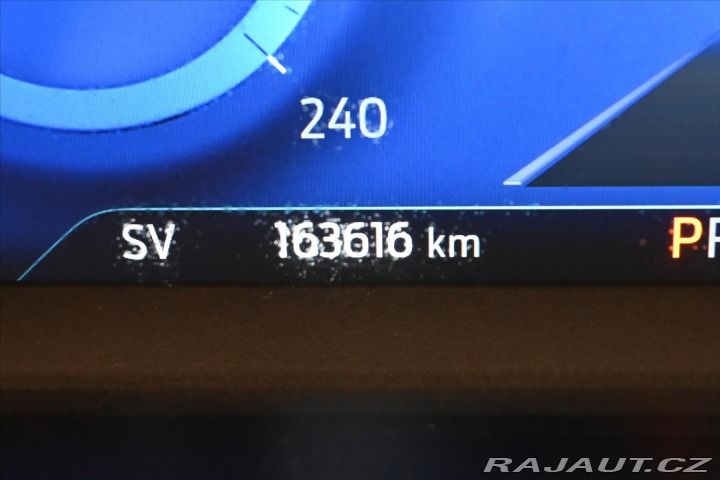 240
SV 163616 km
P
RAJAUT.CZ